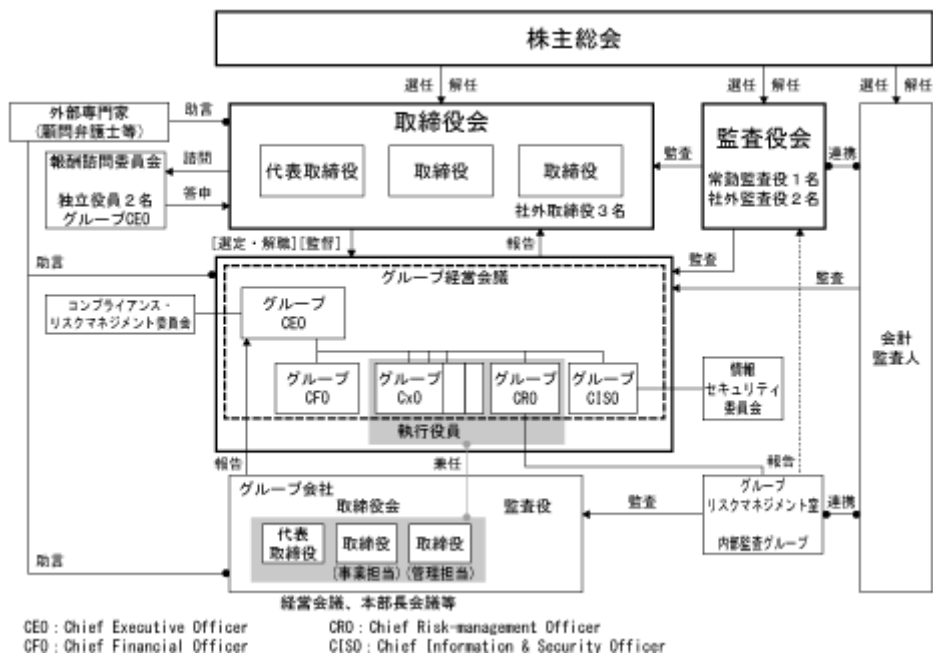 株主総会
選任 解任
選任 解任
選任 解任
外部専門家
(顧問弁護士等)
助言
取締役会
代表取締役
取締役
取締役
社外取締役3名
監査役会
常勤監査役1名
社外監査役2名
監査
連携
報酬諮問委員会
独立役員2名
グループCEO
諮問
答申
[選定・解職][監督]
報告
監査
監査
会計
監査人
助言
グループ経営会議
コンプライアンス・
リスクマネジメント委員会
グループ
CEO
グループ
CFO
グループ
CxO
グループ
CRO
グループ
CISO
執行役員
情報
セキュリティ
委員会
報告
兼任
報告
グループ会社
取締役会
監査役
代表
取締役
取締役
取締役
(事業担当)(管理担当)
監査
グループ
リスクマネジメント室
内部監査グループ
連携
助言
経営会議、本部長会議等
CEO:Chief Executive Officer
CRO:Chief Risk-management Officer
CFO:Chief Financial Officer
CISO:Chief Information & Security Officer